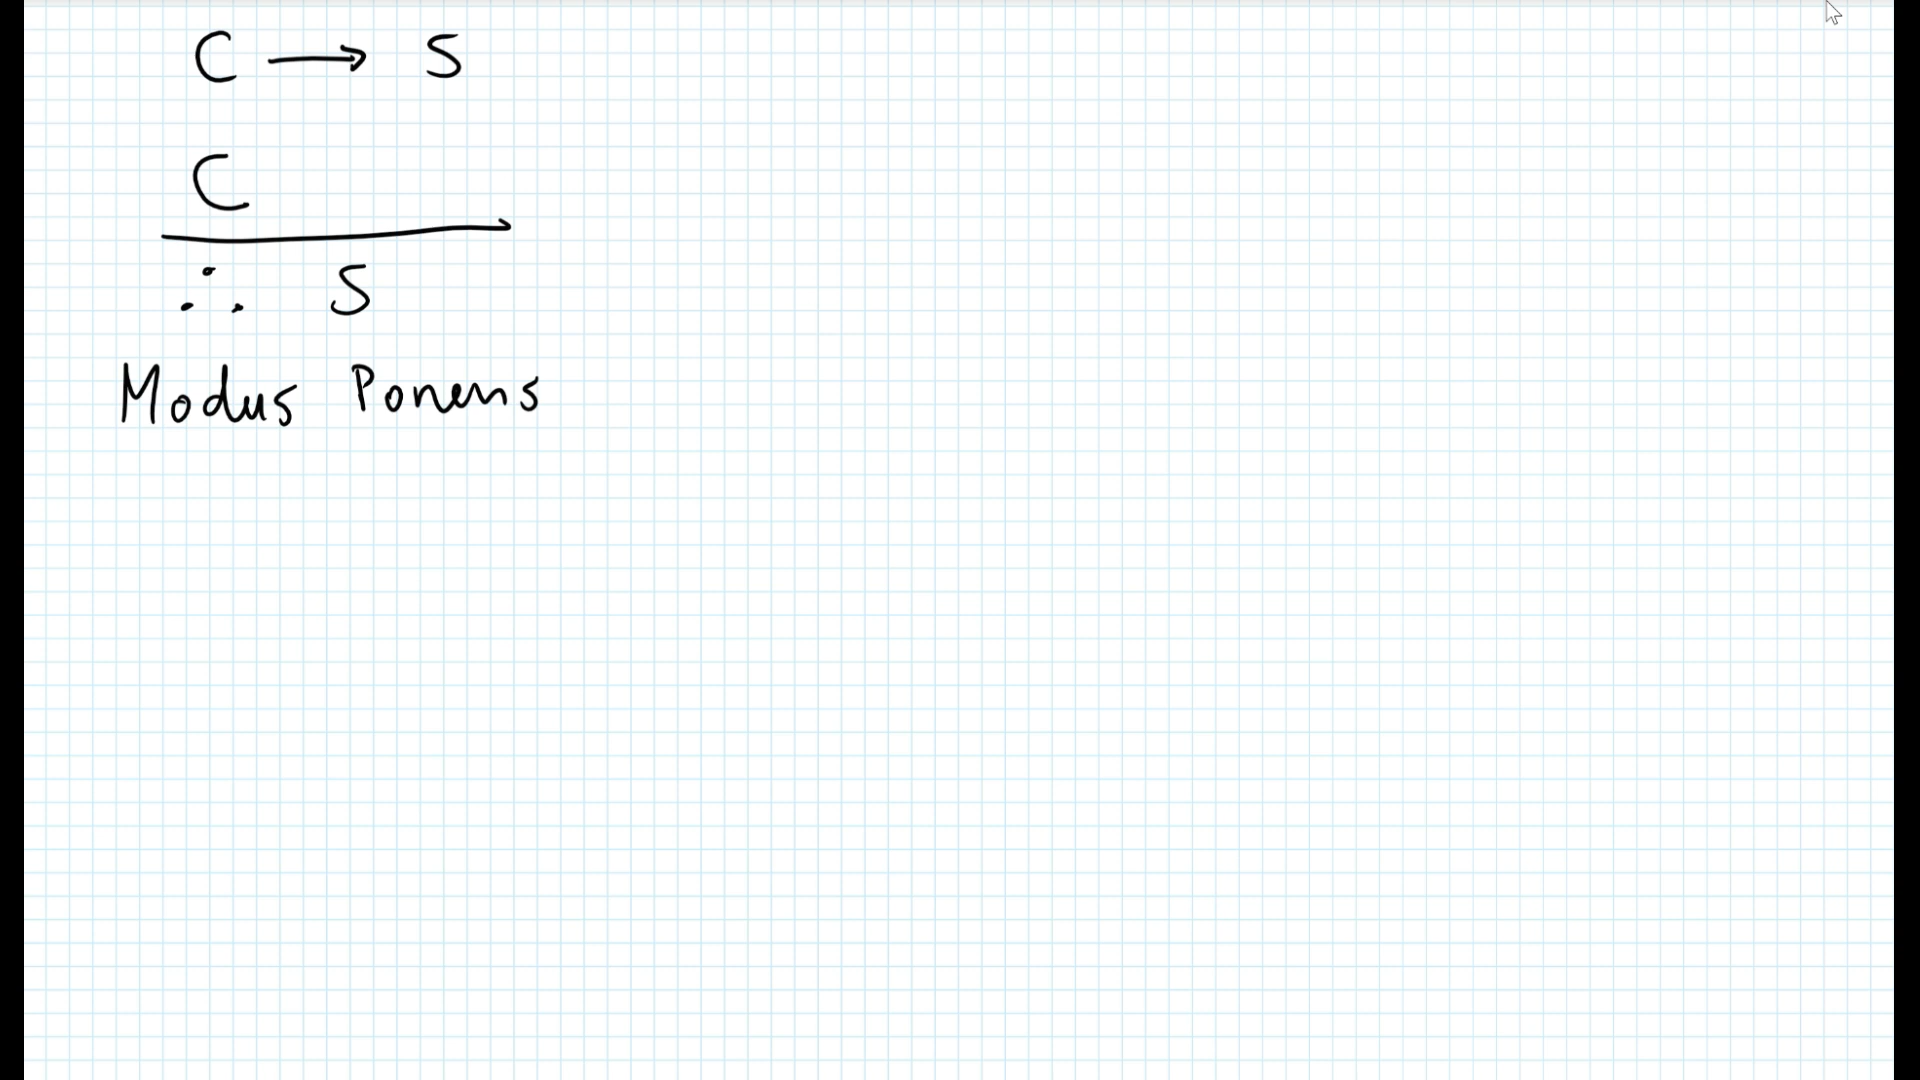 C → S
C
∴ S
Modus Ponens